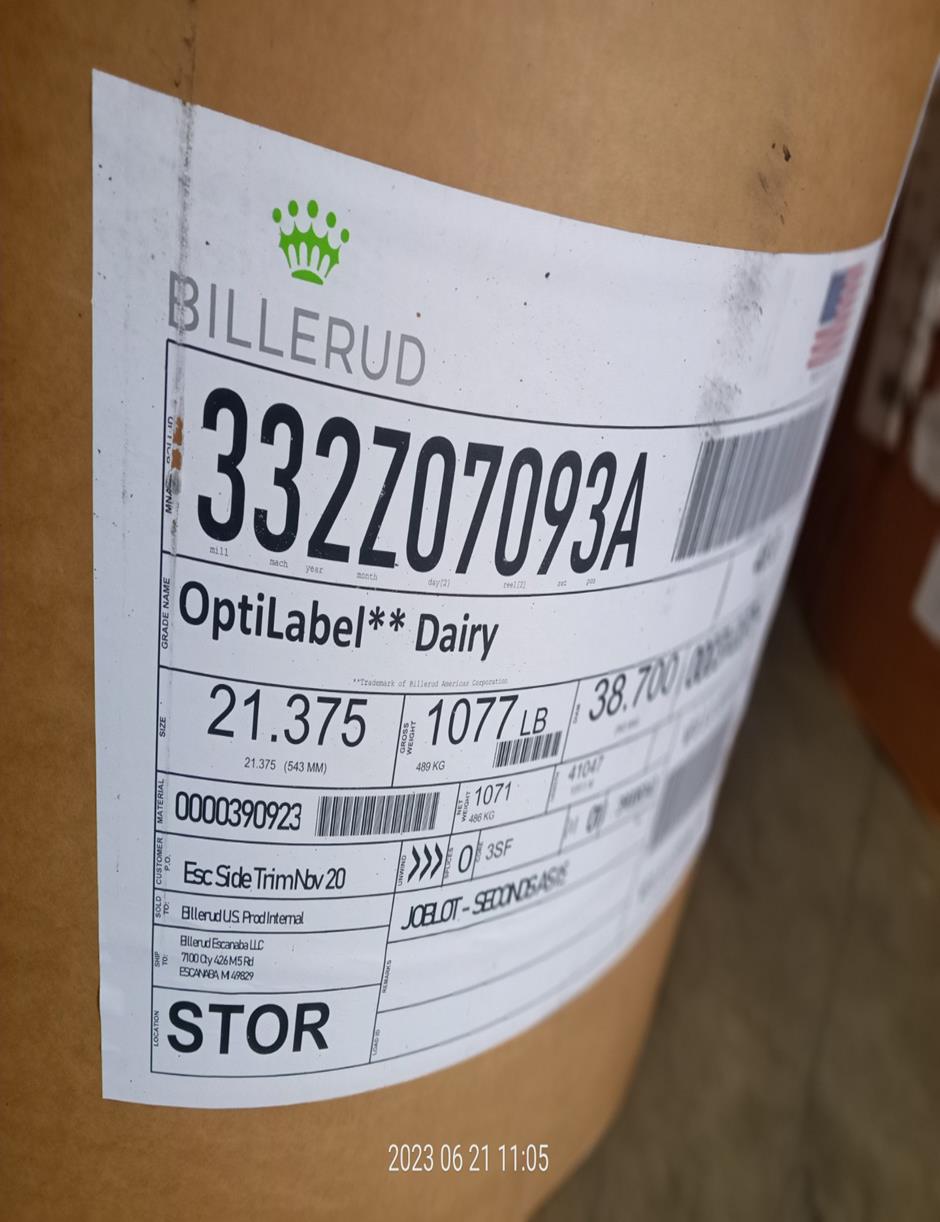 BILLERUD
332Z07093A
mill mach year month day(2) reel(2) set pos
GRADE NAME
OptiLabel** Dairy
**Trademark of Billerud Americas Corporation
SIZE
21.375
21.375 (543 MM)
GROSS WEIGHT
1077 LB
489 KG
38.700
MATERIAL
0000390923
NET WEIGHT
1071
486 KG
41047
CUSTOMER P.O.
Esc Side Trim Nov 20
UNWIND
>>>
SPLICES
0
3SF
SOLD TO:
Billerud U.S. Prod Internal
JOBLOT - SECONDS AS IS
SHIP TO:
Billerud Escanaba LLC
7100 Cty 426 M.5 Rd
ESCANABA MI 49829
REMARKS
LOCATION
STOR
LOAD ID
2023 06 21 11:05